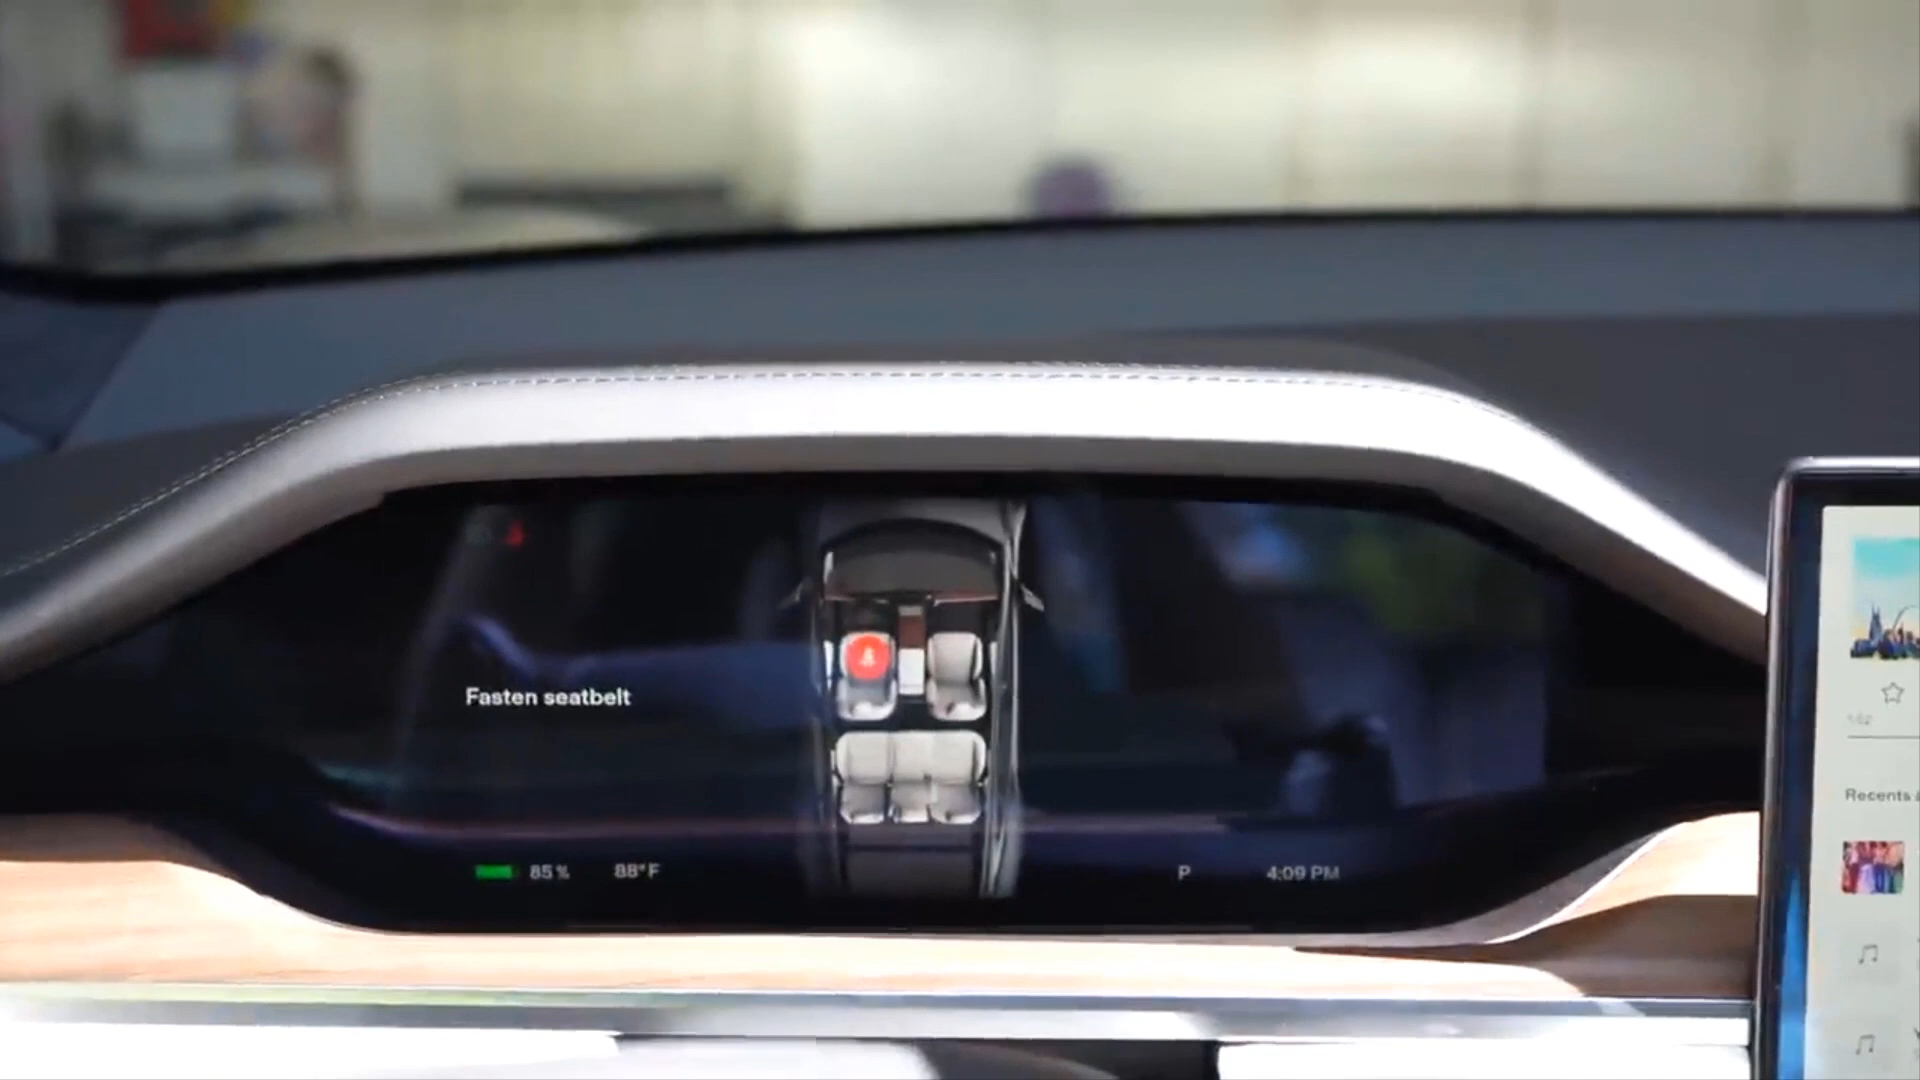 Fasten seatbelt
85 %
88°F
P
4:09 PM
Recents